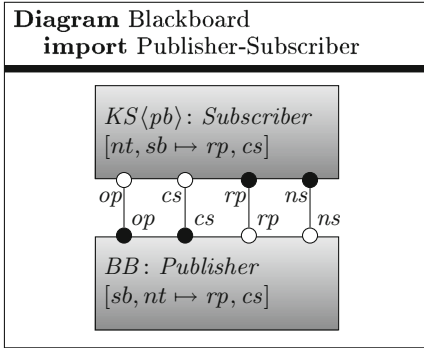 Diagram Blackboard
import Publisher-Subscriber
KS⟨pb⟩: Subscriber
[nt, sb ↦ rp, cs]
op cs rp ns
op cs rp ns
BB: Publisher
[sb, nt ↦ rp, cs]